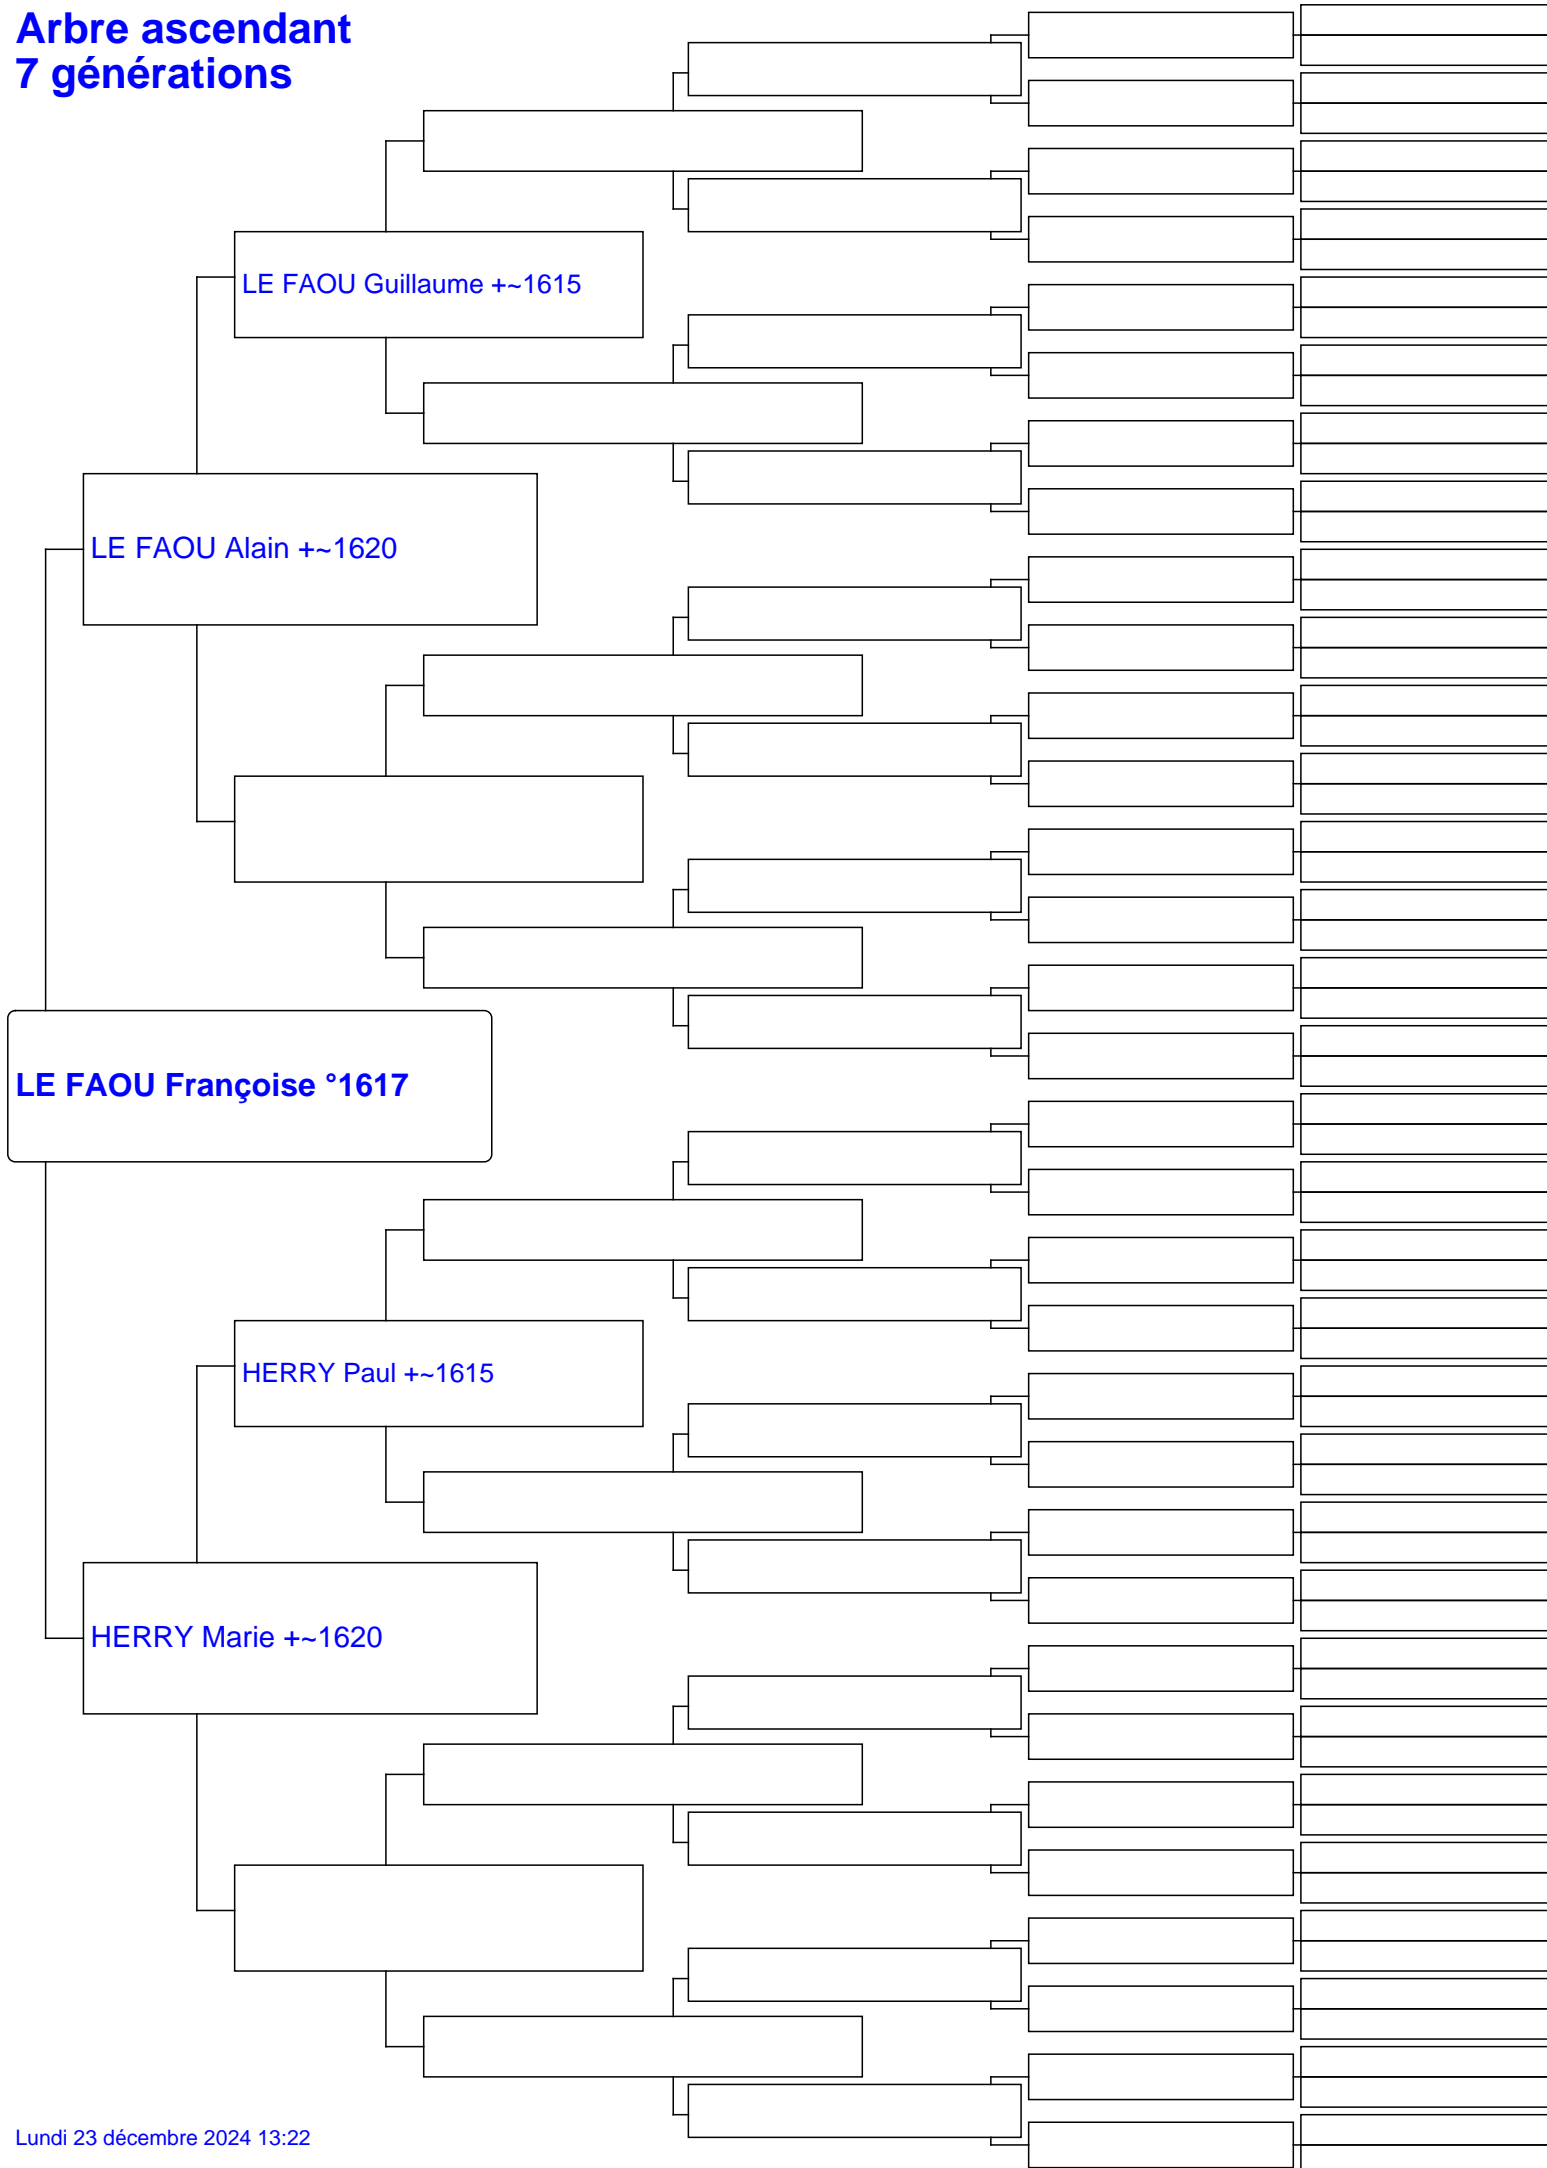 Arbre ascendant
7 générations
LE FAOU Guillaume +~1615
LE FAOU Alain +~1620
LE FAOU Françoise °1617
HERRY Paul +~1615
HERRY Marie +~1620
Lundi 23 décembre 2024 13:22